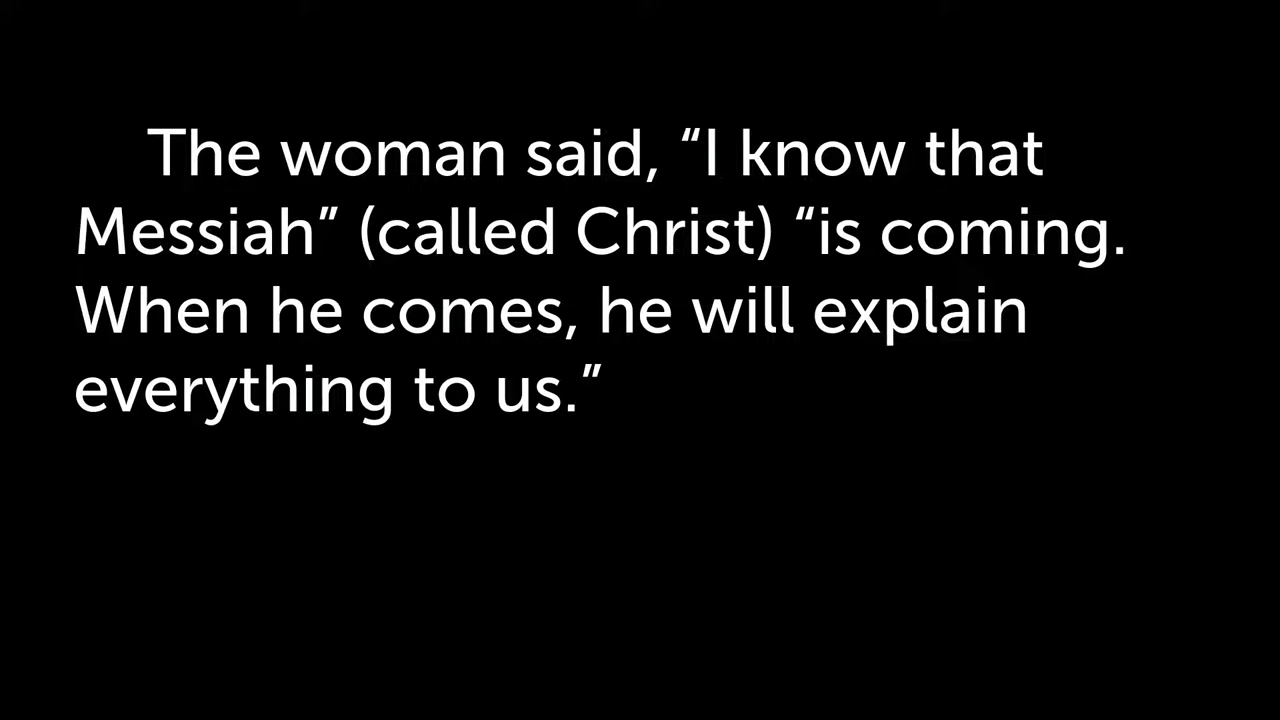 The woman said, “I know that
Messiah” (called Christ) “is coming.
When he comes, he will explain
everything to us.”